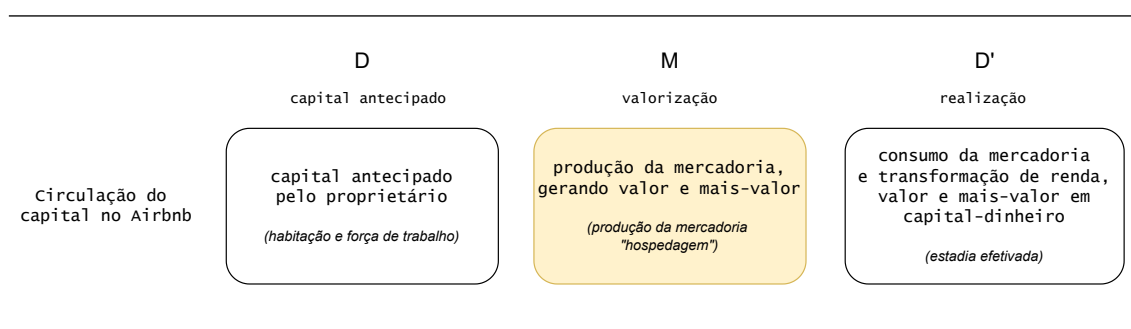 D
M
D'
capital antecipado
valorização
realização
Circulação do
capital no Airbnb
capital antecipado
pelo proprietário
(habitação e força de trabalho)
produção da mercadoria,
gerando valor e mais-valor
(produção da mercadoria
"hospedagem")
consumo da mercadoria
e transformação de renda,
valor e mais-valor em
capital-dinheiro
(estadia efetivada)